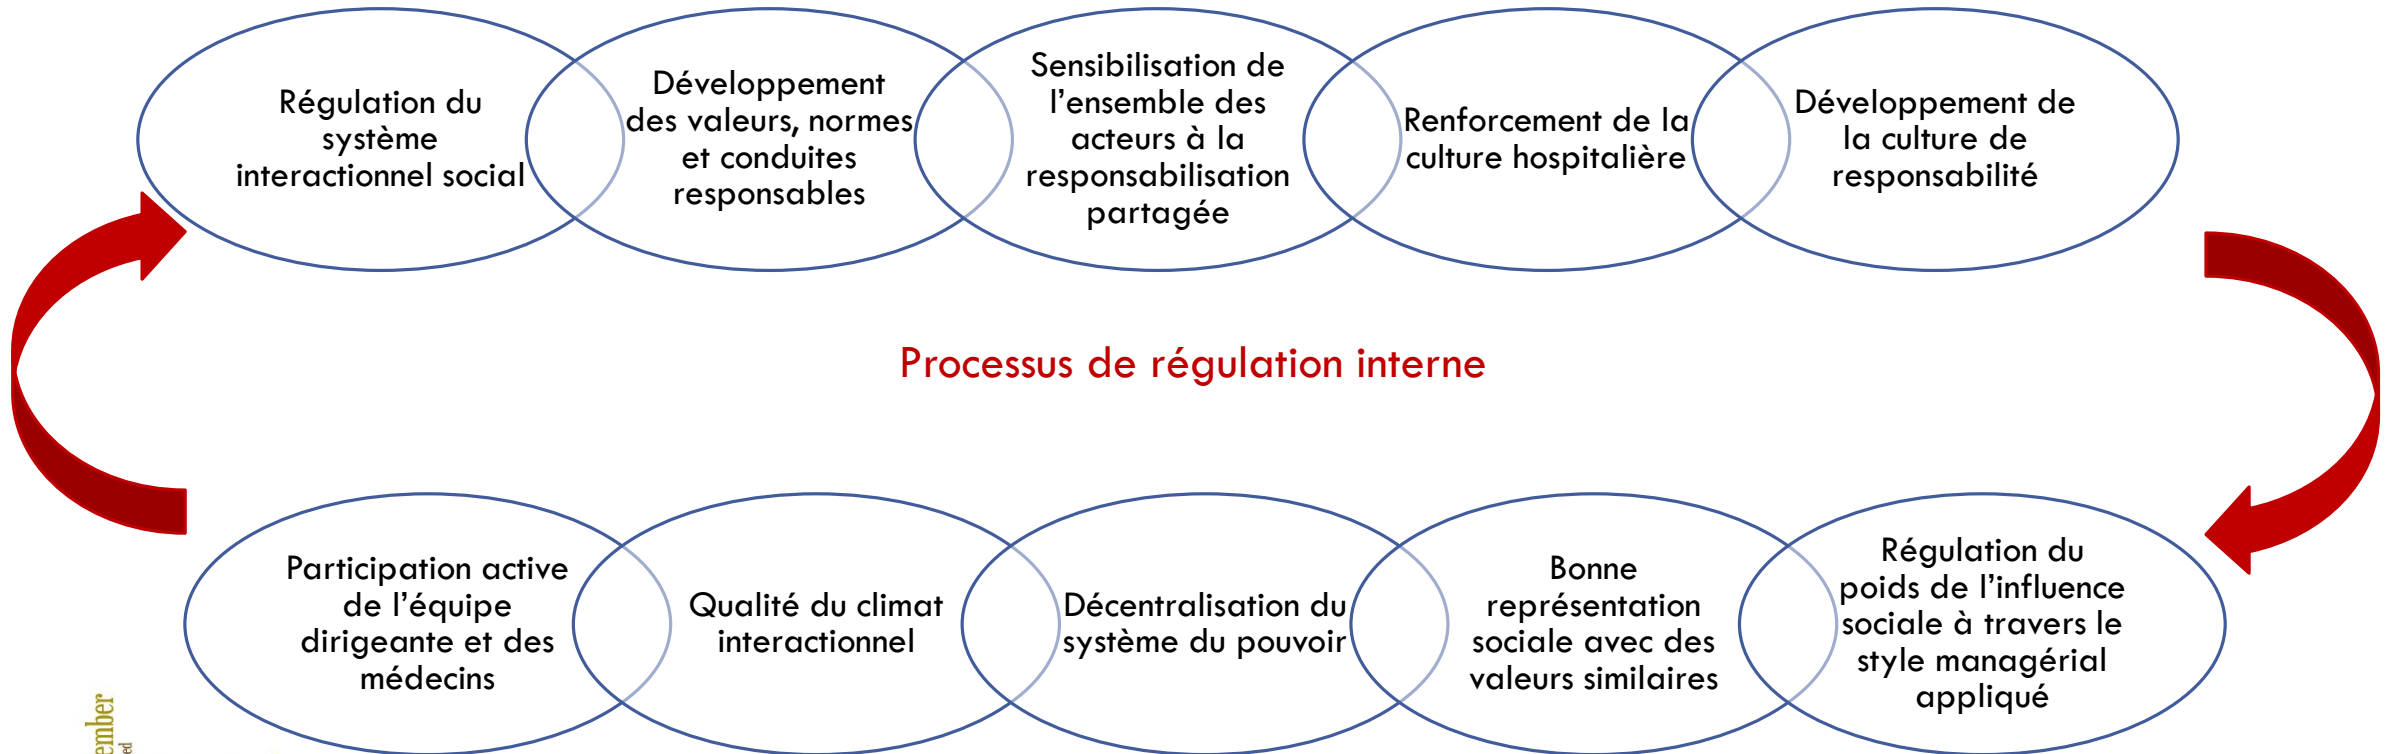 Régulation du
système
interactionnel social
Développement
des valeurs, normes
et conduites
responsables
Sensibilisation de
l’ensemble des
acteurs à la
responsabilisation
partagée
Renforcement de la
culture hospitalière
Développement de
la culture de
responsabilité
Processus de régulation interne
Participation active
de l’équipe
dirigeante et des
médecins
Qualité du climat
interactionnel
Décentralisation du
système du pouvoir
Bonne
représentation
sociale avec des
valeurs similaires
Régulation du
poids de l’influence
sociale à travers le
style managérial
appliqué